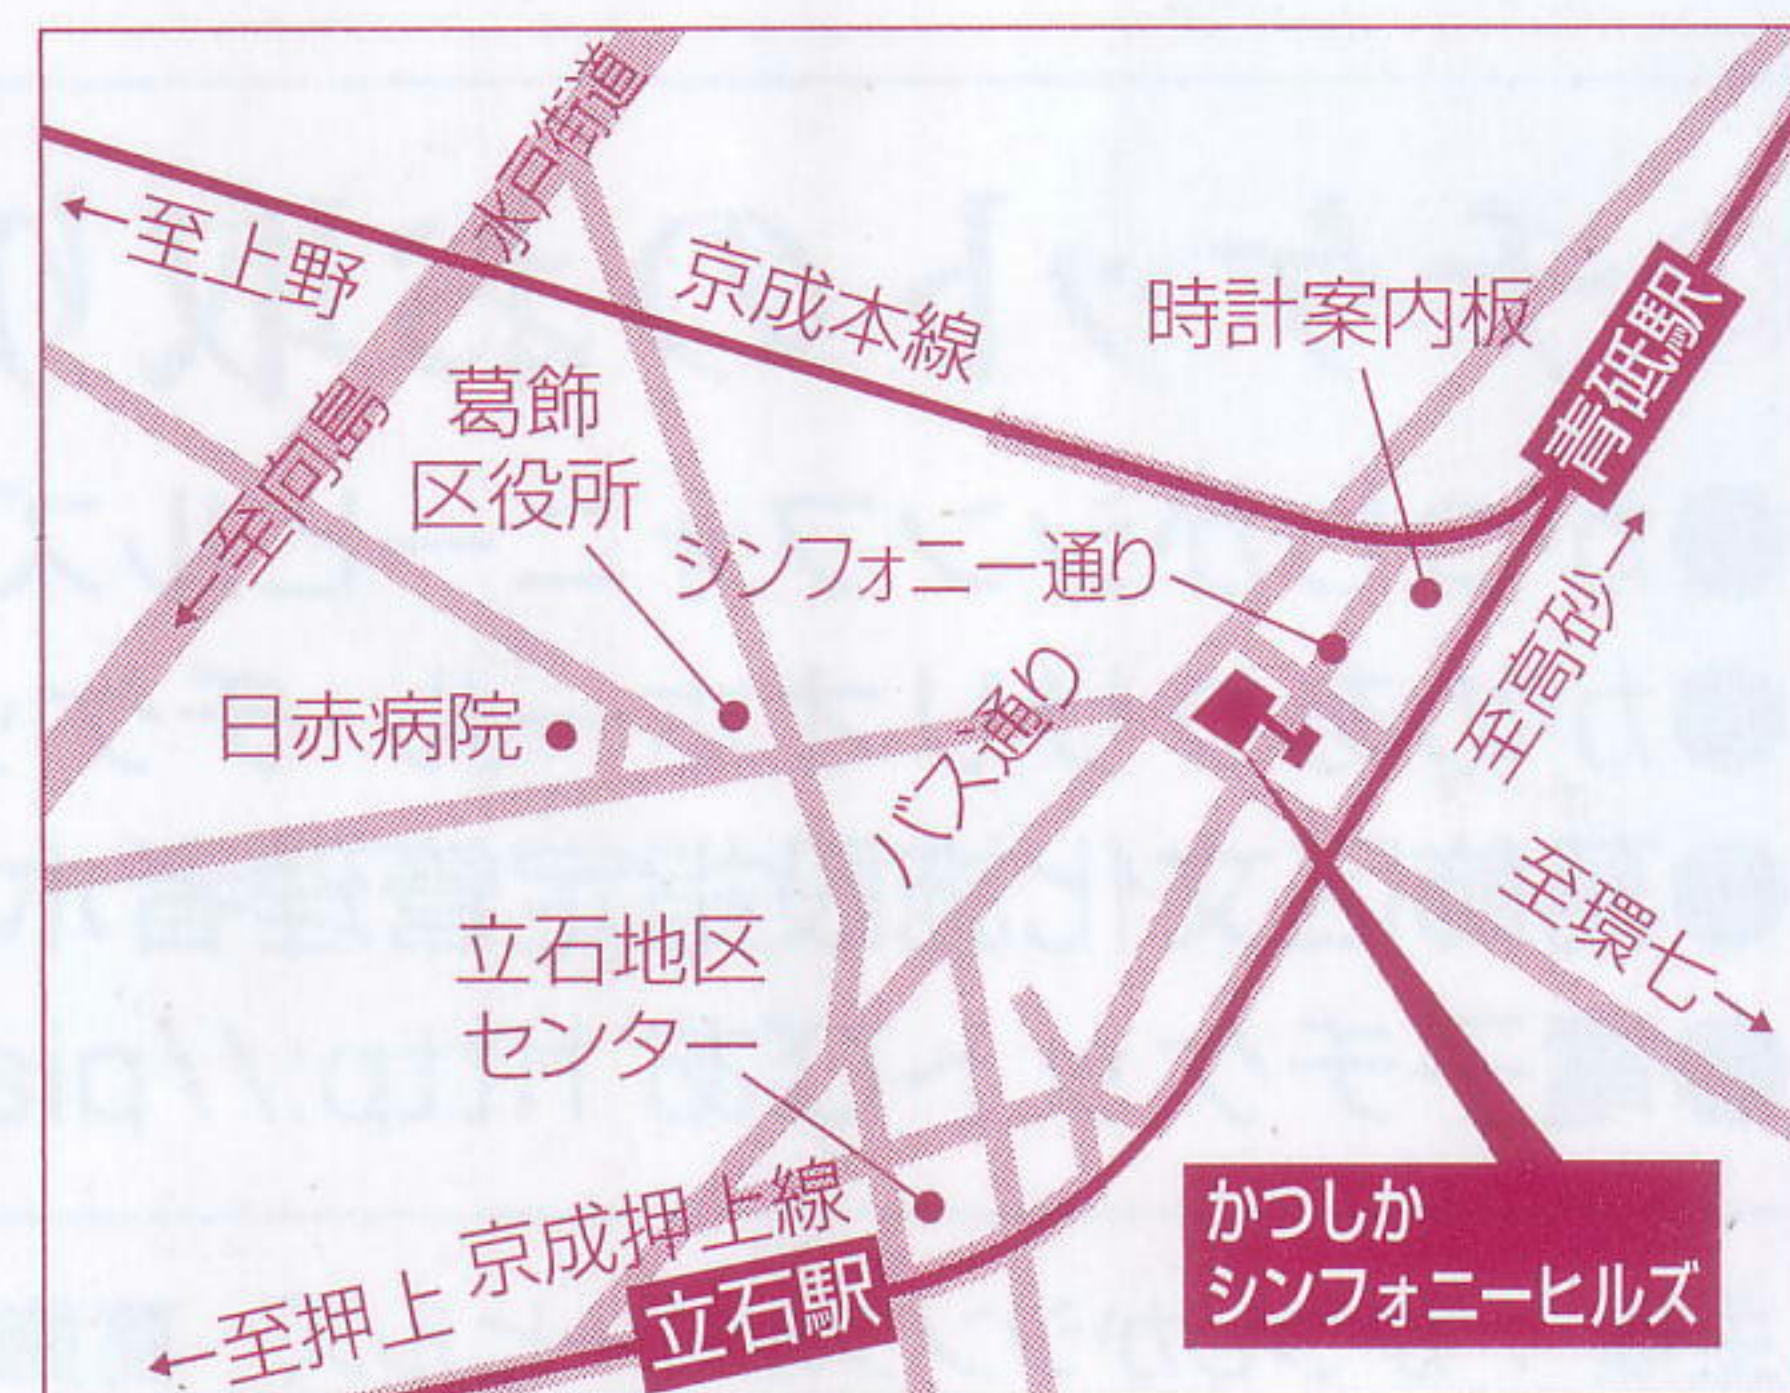 水戸街道
←至上野
京成本線
時計案内板
青砥駅
←至向島
葛飾
区役所
シンフォニー通り
至高砂→
日赤病院
バス通り
至環七→
立石地区
センター
京成押上線
かつしか
シンフォニーヒルズ
立石駅
←至押上